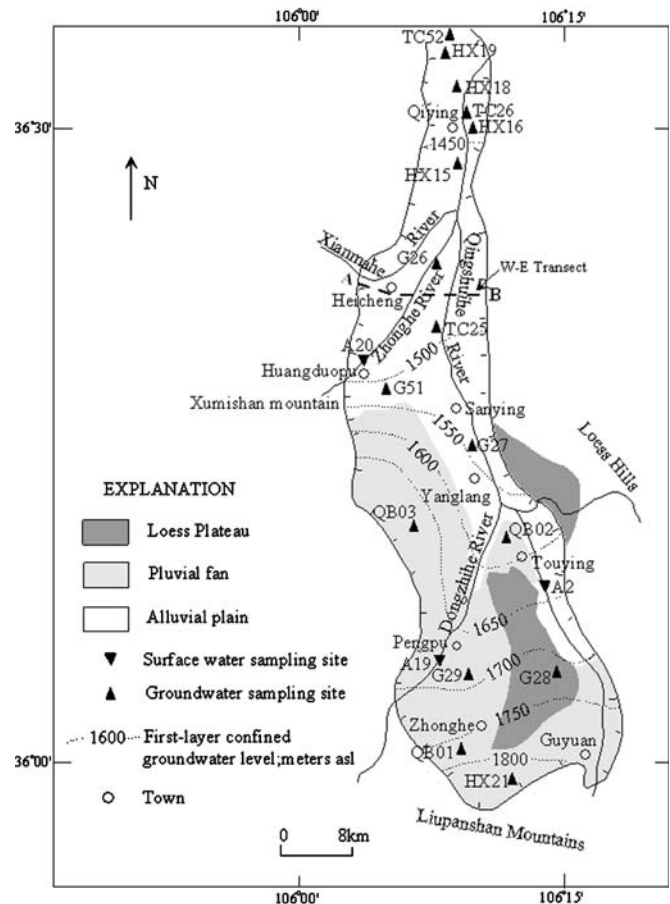 106°00'
106°15'
TC52
HX19
HX18
Qiying
T-C26
36°30'
HX16
1450
HX15
N
River
Xianmahe
G26
Qingshuihe
River
W-E Transect
A
B
Hecheng
Zhonghe River
TC25
A20
1500
Huangduopu
G51
Xumishan mountain
Sanying
1550
G27
Loess Hills
1600
EXPLANATION
Yanglang
QB03
QB02
Loess Plateau
Touying
Pluvial fan
A2
Dongzhihe River
Alluvial plain
1650
Pengpu
Surface water sampling site
A19
1700
G29
G28
Groundwater sampling site
1750
1600 First-layer confined
groundwater level;meters asl
Zhonghe
Guyuan
QB01
36°00'
1800
Town
HX21
Liupanshan Mountains
0 8km
106°00'
106°15'